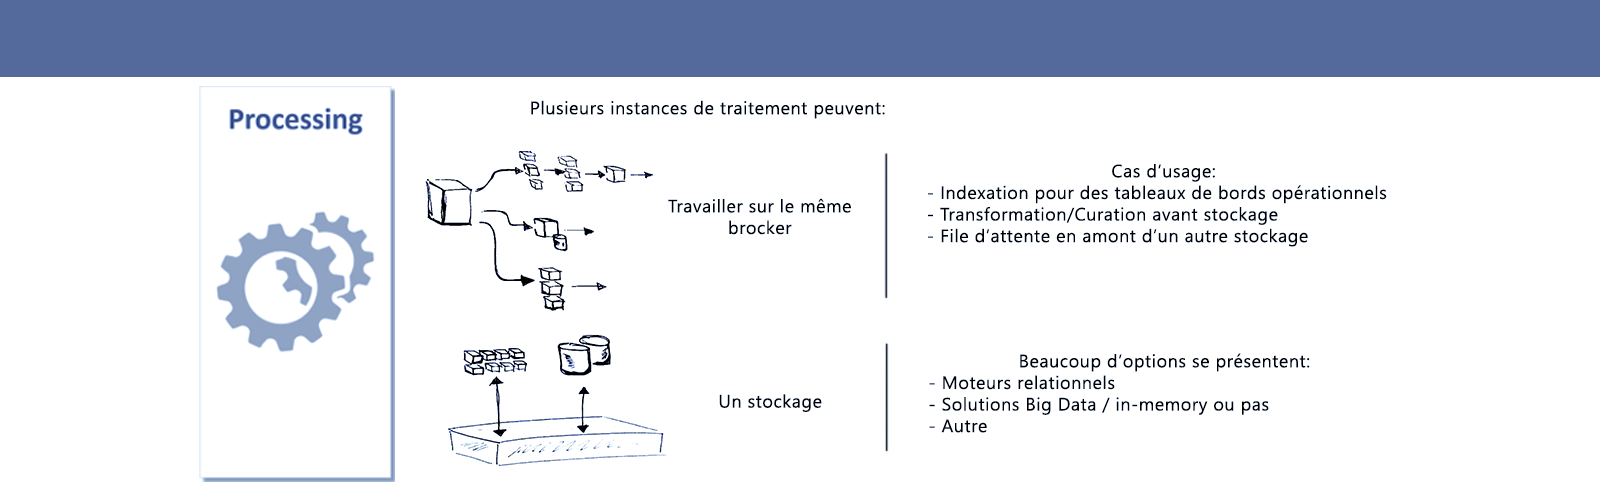 Processing
Plusieurs instances de traitement peuvent:
Travailler sur le même
brocker
Cas d'usage:
- Indexation pour des tableaux de bords opérationnels
- Transformation/Curation avant stockage
- File d'attente en amont d'un autre stockage
Un stockage
Beaucoup d'options se présentent:
- Moteurs relationnels
- Solutions Big Data / in-memory ou pas
- Autre